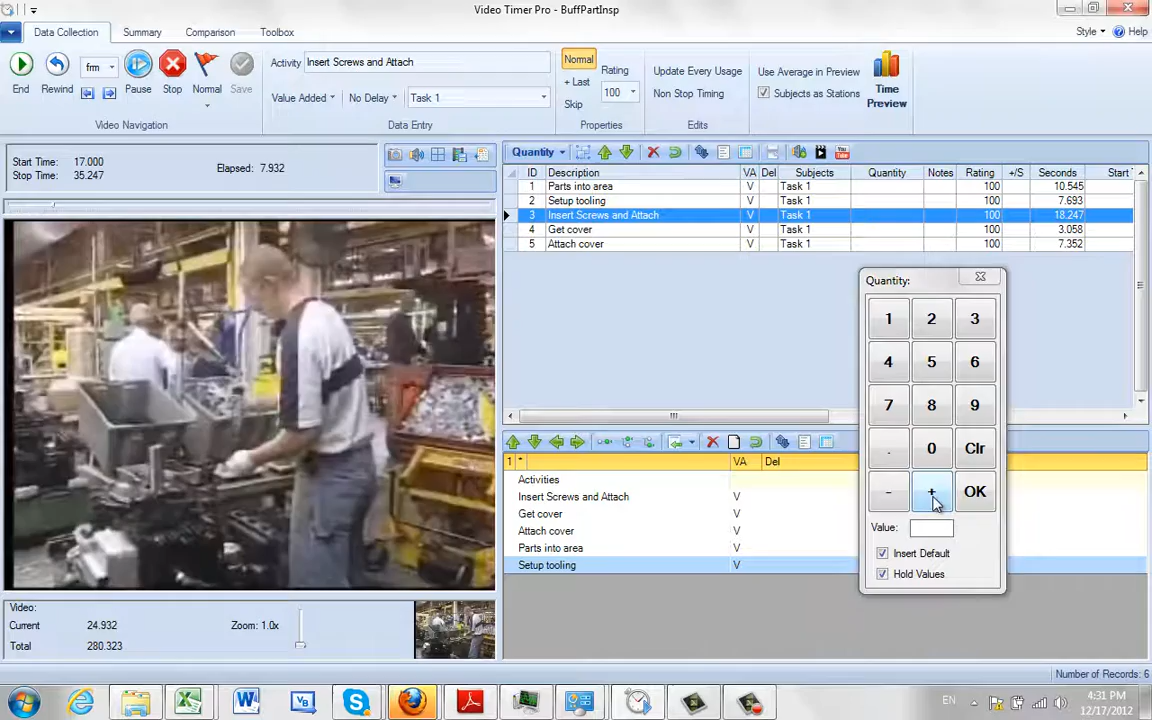 Video Timer Pro - BuffPartInsp
Data Collection Summary Comparison Toolbox Style Help
End Rewind fm Pause Stop Normal Save
Video Navigation
Activity Insert Screws and Attach
Value Added No Delay Task 1
Data Entry
Normal
+ Last
Skip
Rating
100
Properties
Update Every Usage
Non Stop Timing
Edits
Use Average in Preview
Subjects as Stations
Time
Preview
Start Time: 17.000
Stop Time: 35.247
Elapsed: 7.932
Quantity
ID Description VA Del Subjects Quantity Notes Rating +/S Seconds Start
1 Parts into area V Task 1 100 10.545
2 Setup tooling V Task 1 100 7.693
3 Insert Screws and Attach V Task 1 100 18.247
4 Get cover V Task 1 100 3.058
5 Attach cover V Task 1 100 7.352
Quantity:
1 2 3
4 5 6
7 8 9
. 0 Clr
- + OK
Value:
Insert Default
Hold Values
1 * VA Del
Activities
Insert Screws and Attach V
Get cover V
Attach cover V
Parts into area V
Setup tooling V
Video:
Current 24.932
Total 280.323
Zoom: 1.0x
Number of Records: 6
EN
4:31 PM
12/17/2012